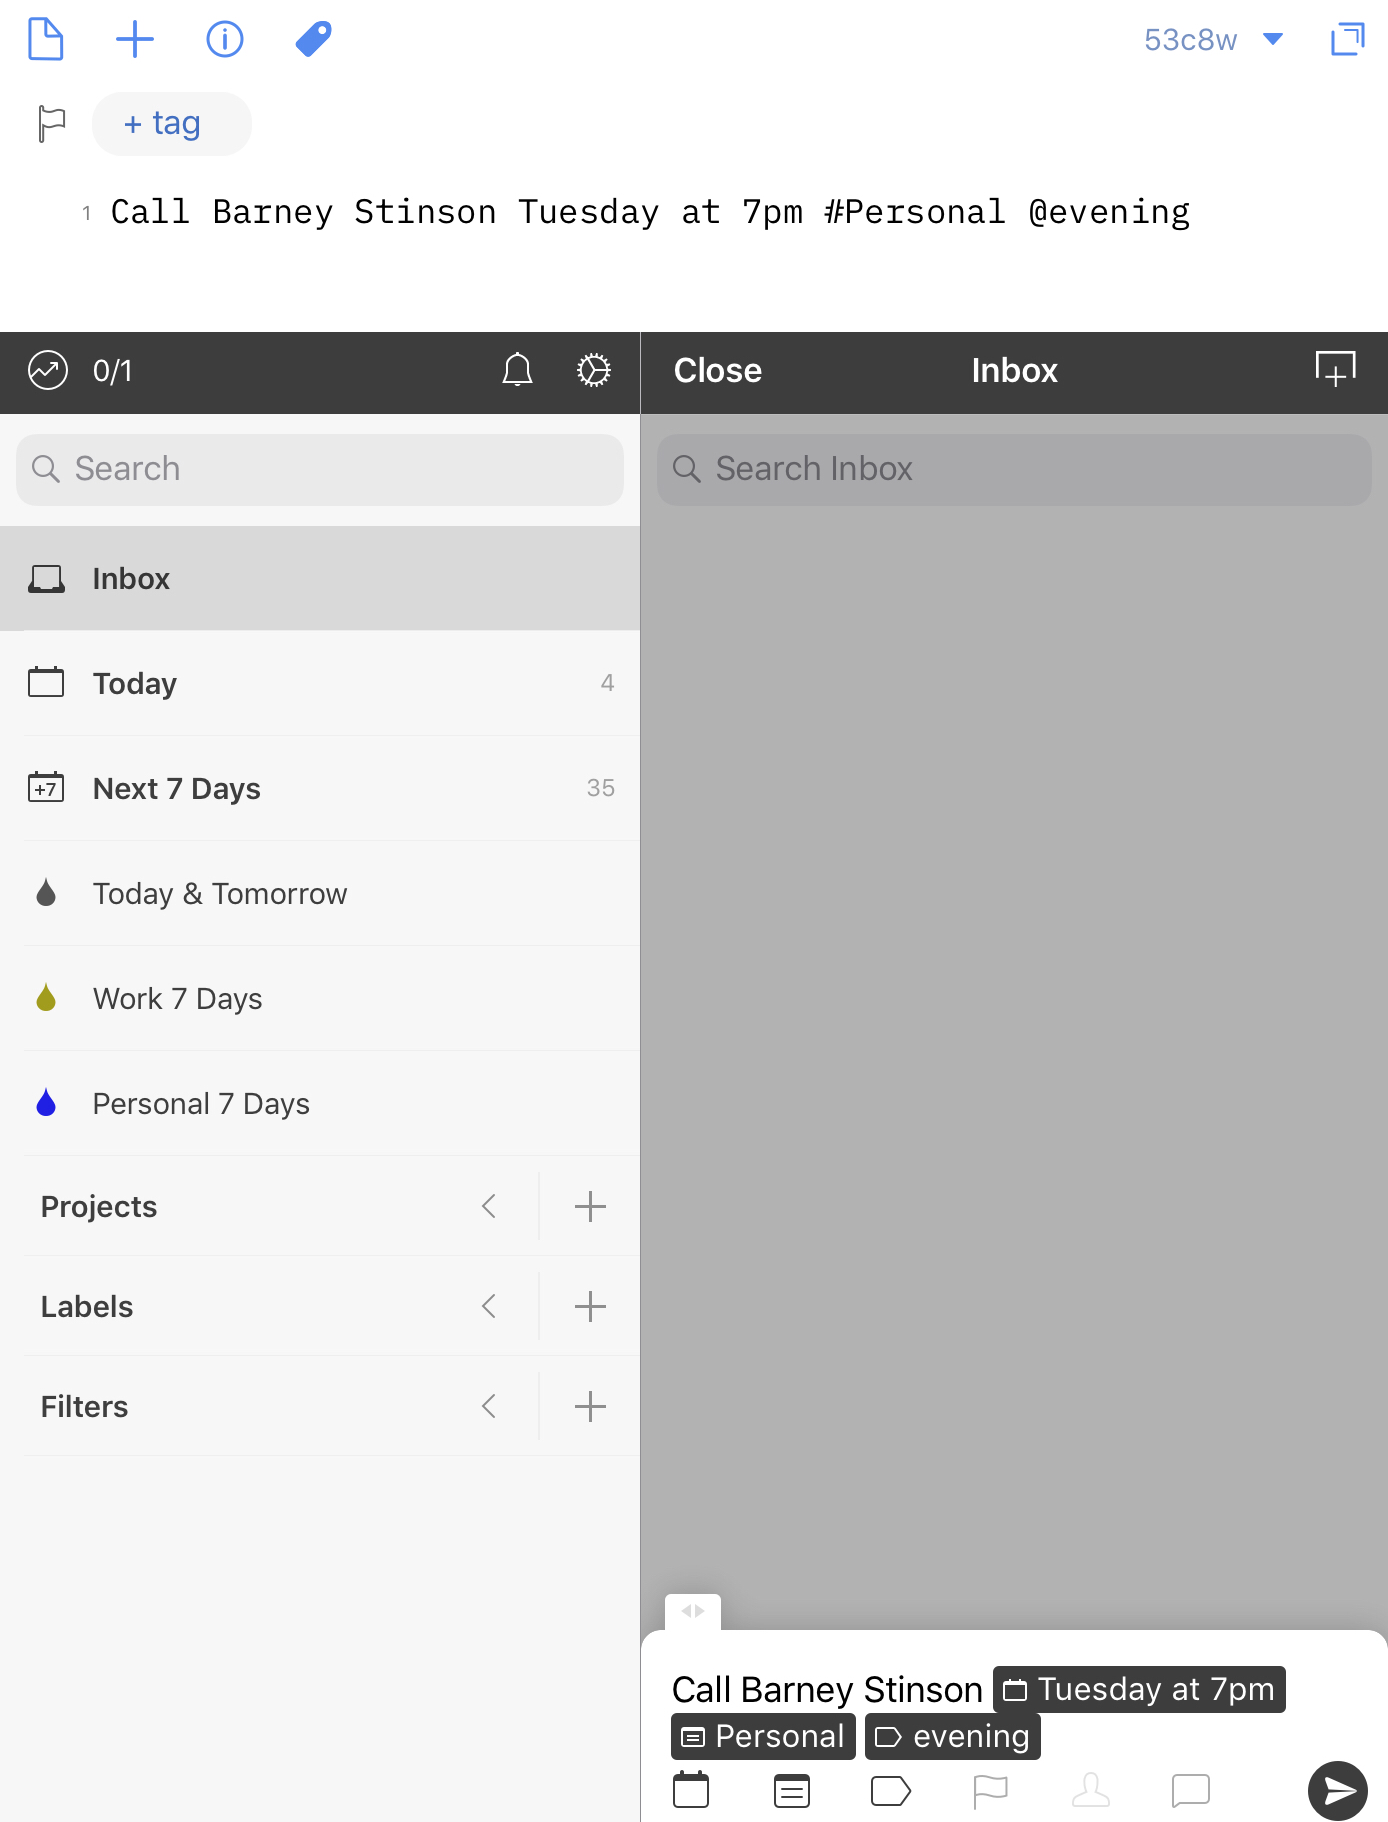 53c8w
+ tag
1 Call Barney Stinson Tuesday at 7pm #Personal @evening
0/1
Close Inbox
Search
Search Inbox
Inbox
Today 4
+7 Next 7 Days 35
Today & Tomorrow
Work 7 Days
Personal 7 Days
Projects
Labels
Filters
Call Barney Stinson Tuesday at 7pm
Personal evening